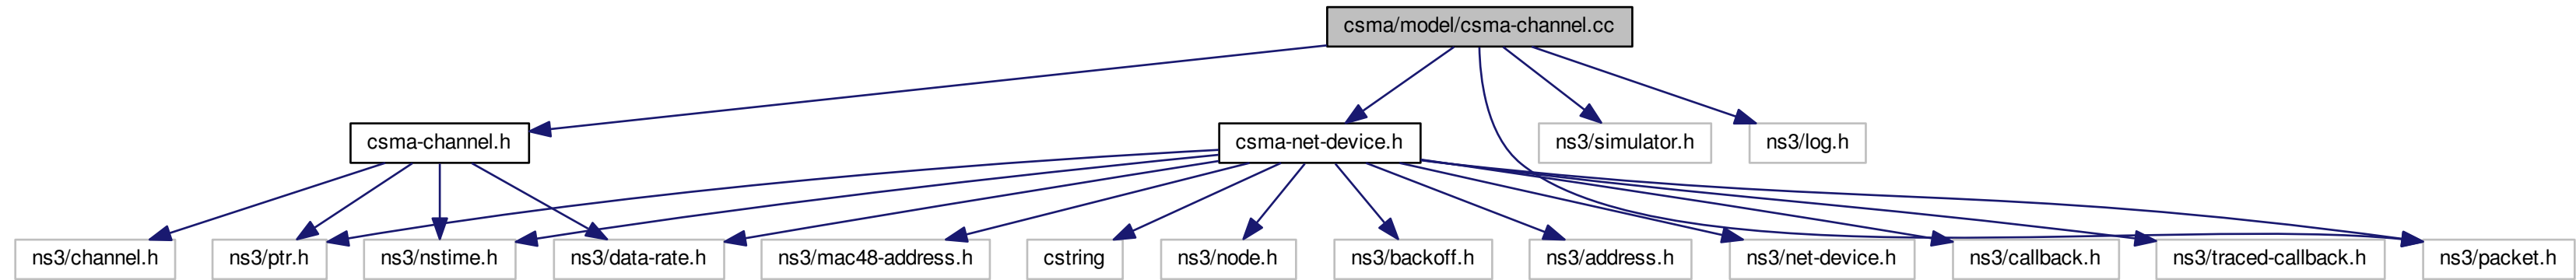 csma/model/csma-channel.cc
csma-channel.h
csma-net-device.h
ns3/simulator.h
ns3/log.h
ns3/channel.h
ns3/ptr.h
ns3/nstime.h
ns3/data-rate.h
ns3/mac48-address.h
cstring
ns3/node.h
ns3/backoff.h
ns3/address.h
ns3/net-device.h
ns3/callback.h
ns3/traced-callback.h
ns3/packet.h